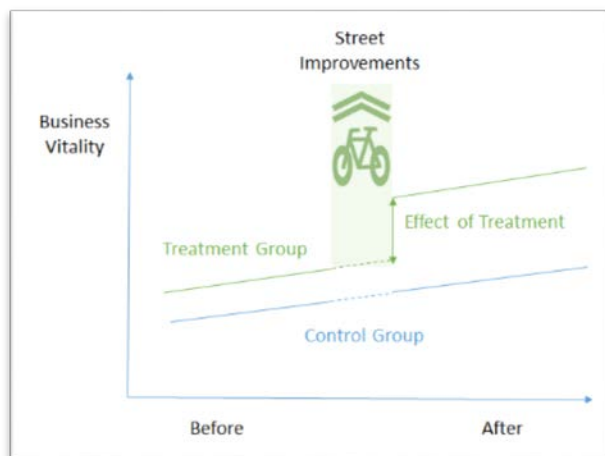 Street
Improvements
Business
Vitality
Treatment Group
Effect of Treatment
Control Group
Before
After